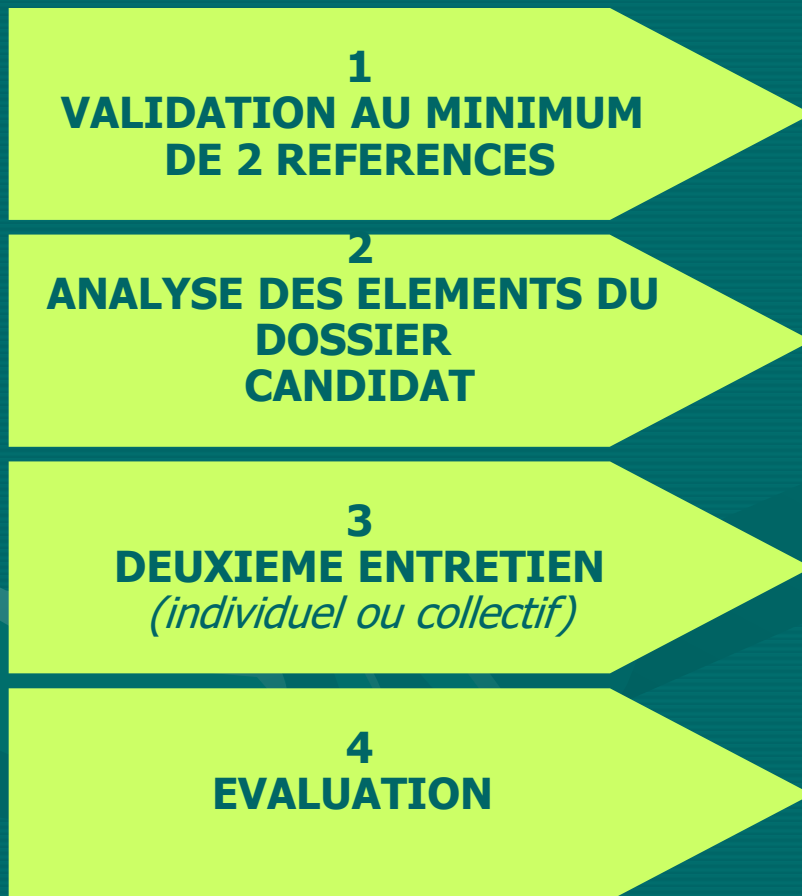 1
VALIDATION AU MINIMUM
DE 2 REFERENCES
2
ANALYSE DES ELEMENTS DU
DOSSIER
CANDIDAT
3
DEUXIEME ENTRETIEN
(individuel ou collectif)
4
EVALUATION